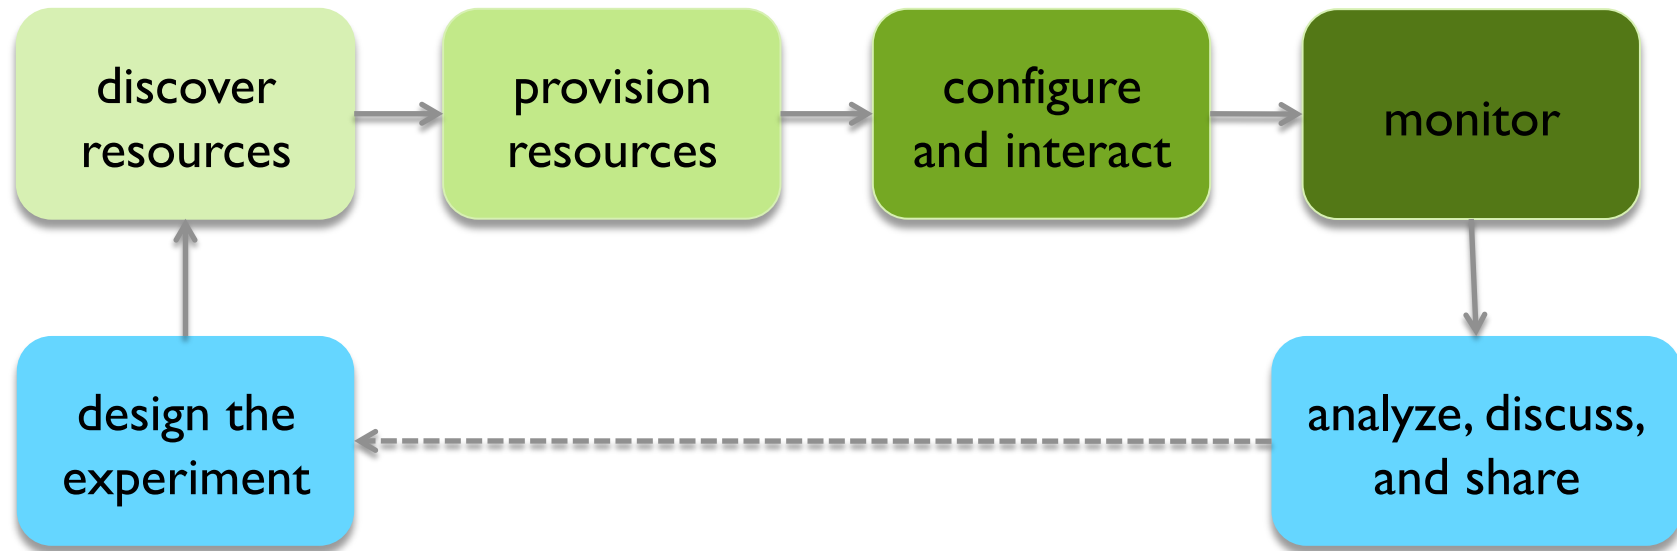 discover
resources
provision
resources
configure
and interact
monitor
design the
experiment
analyze, discuss,
and share